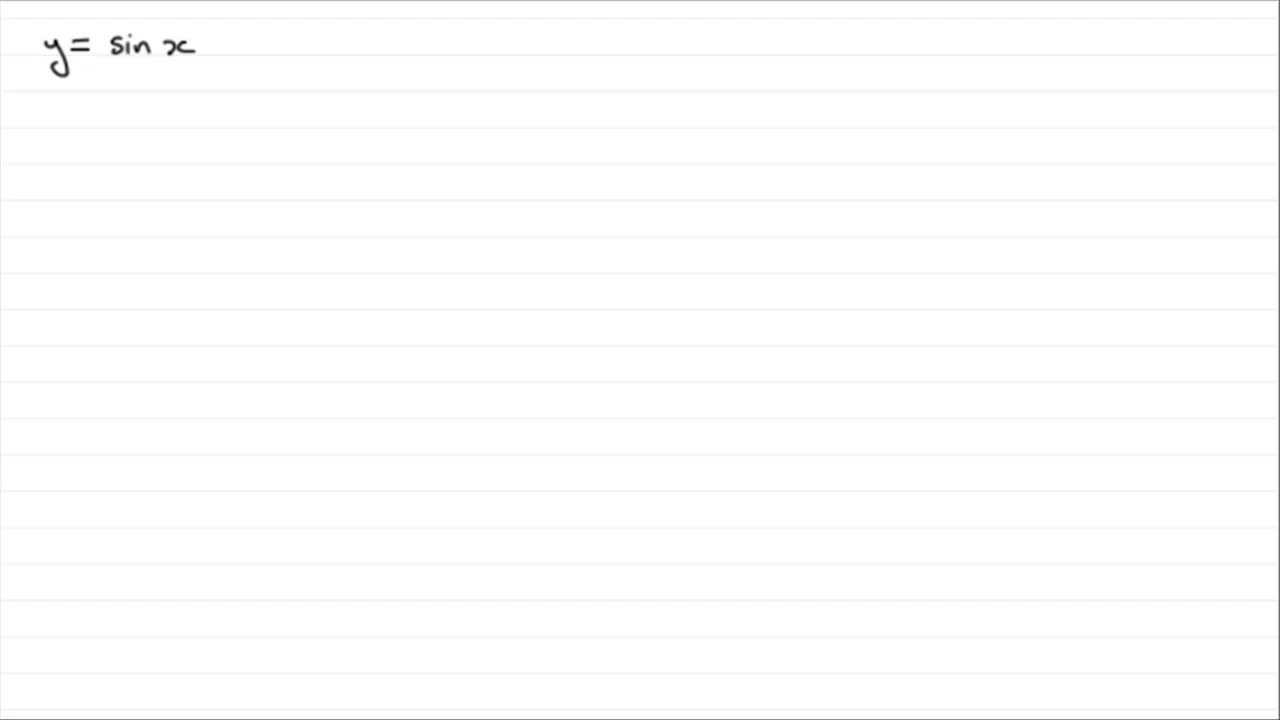 y = sin x